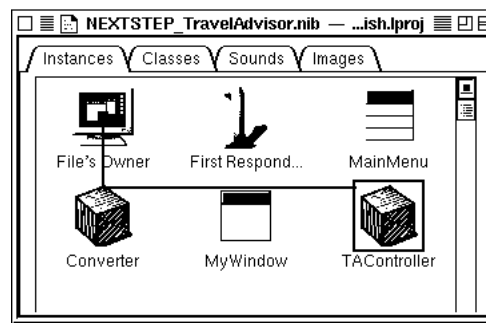 NEXTSTEP_TravelAdvisor.nib — ...ish.lproj
Instances Classes Sounds Images
File's Owner First Respond... MainMenu
Converter MyWindow TAController